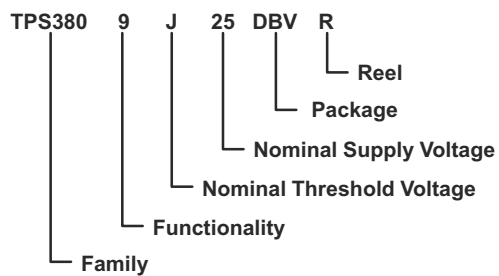 TPS380 9 J 25 DBV R
Reel
Package
Nominal Supply Voltage
Nominal Threshold Voltage
Functionality
Family